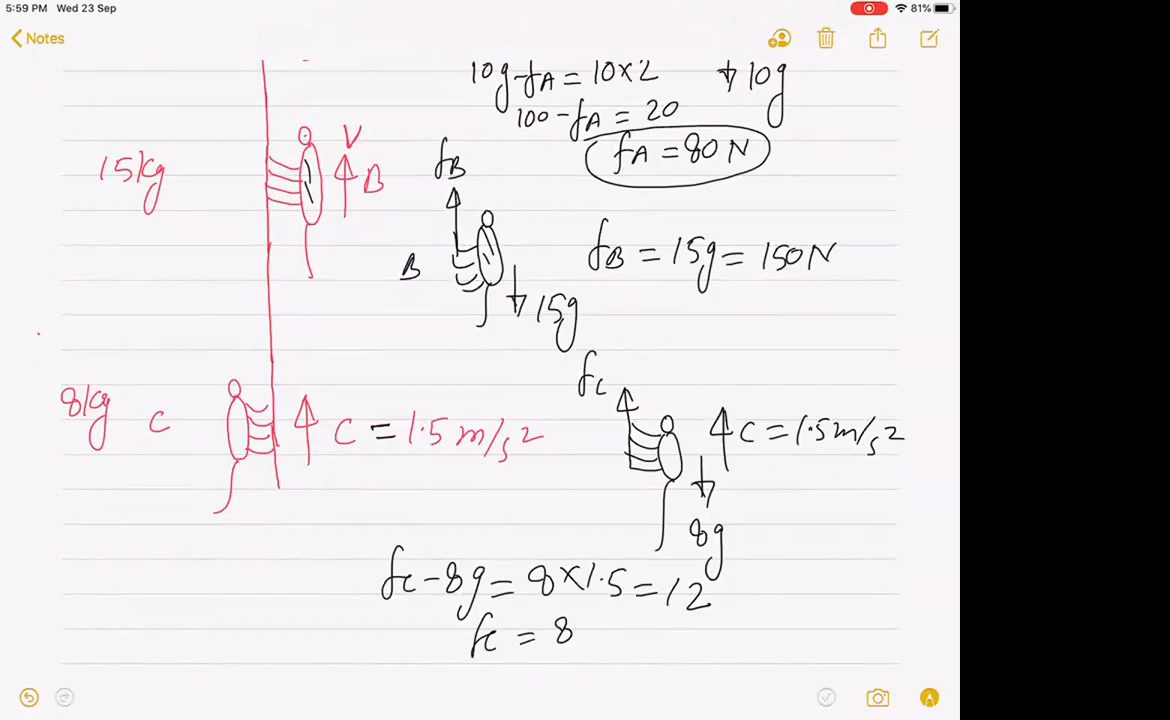 5:59 PM Wed 23 Sep
81%
Notes
10g - fA = 10×2
10g
100 - fA = 20
fA = 80 N
15kg
V
B
fB
B
15g
fB = 15g = 150N
8kg
C
C = 1.5 m/s2
fc
C = 1.5 m/s2
8g
fc - 8g = 8×1.5 = 12
fc = 8